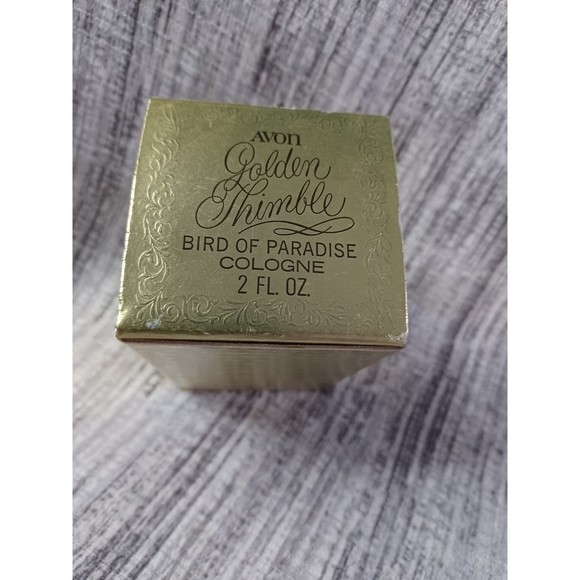 AVON
Golden
Thimble
BIRD OF PARADISE
COLOGNE
2 FL. OZ.